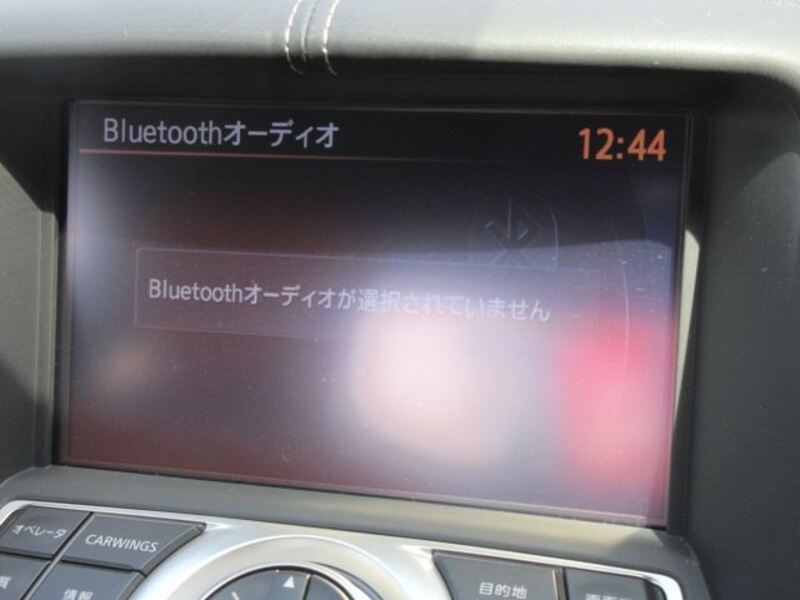 Bluetoothオーディオ
12:44
Bluetoothオーディオが選択されていません
オペレータ
CARWINGS
情報
目的地